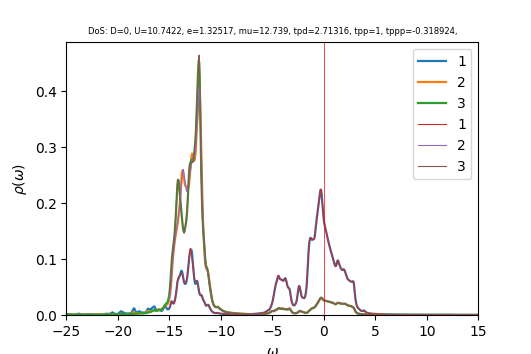 DoS: D=0, U=10.7422, e=1.32517, mu=12.739, tpd=2.71316, tpp=1, tppp=-0.318924,
ρ(ω)
0.4
0.3
0.2
0.1
0.0
1
2
3
1
2
3
−25 −20 −15 −10 −5 0 5 10 15
ω